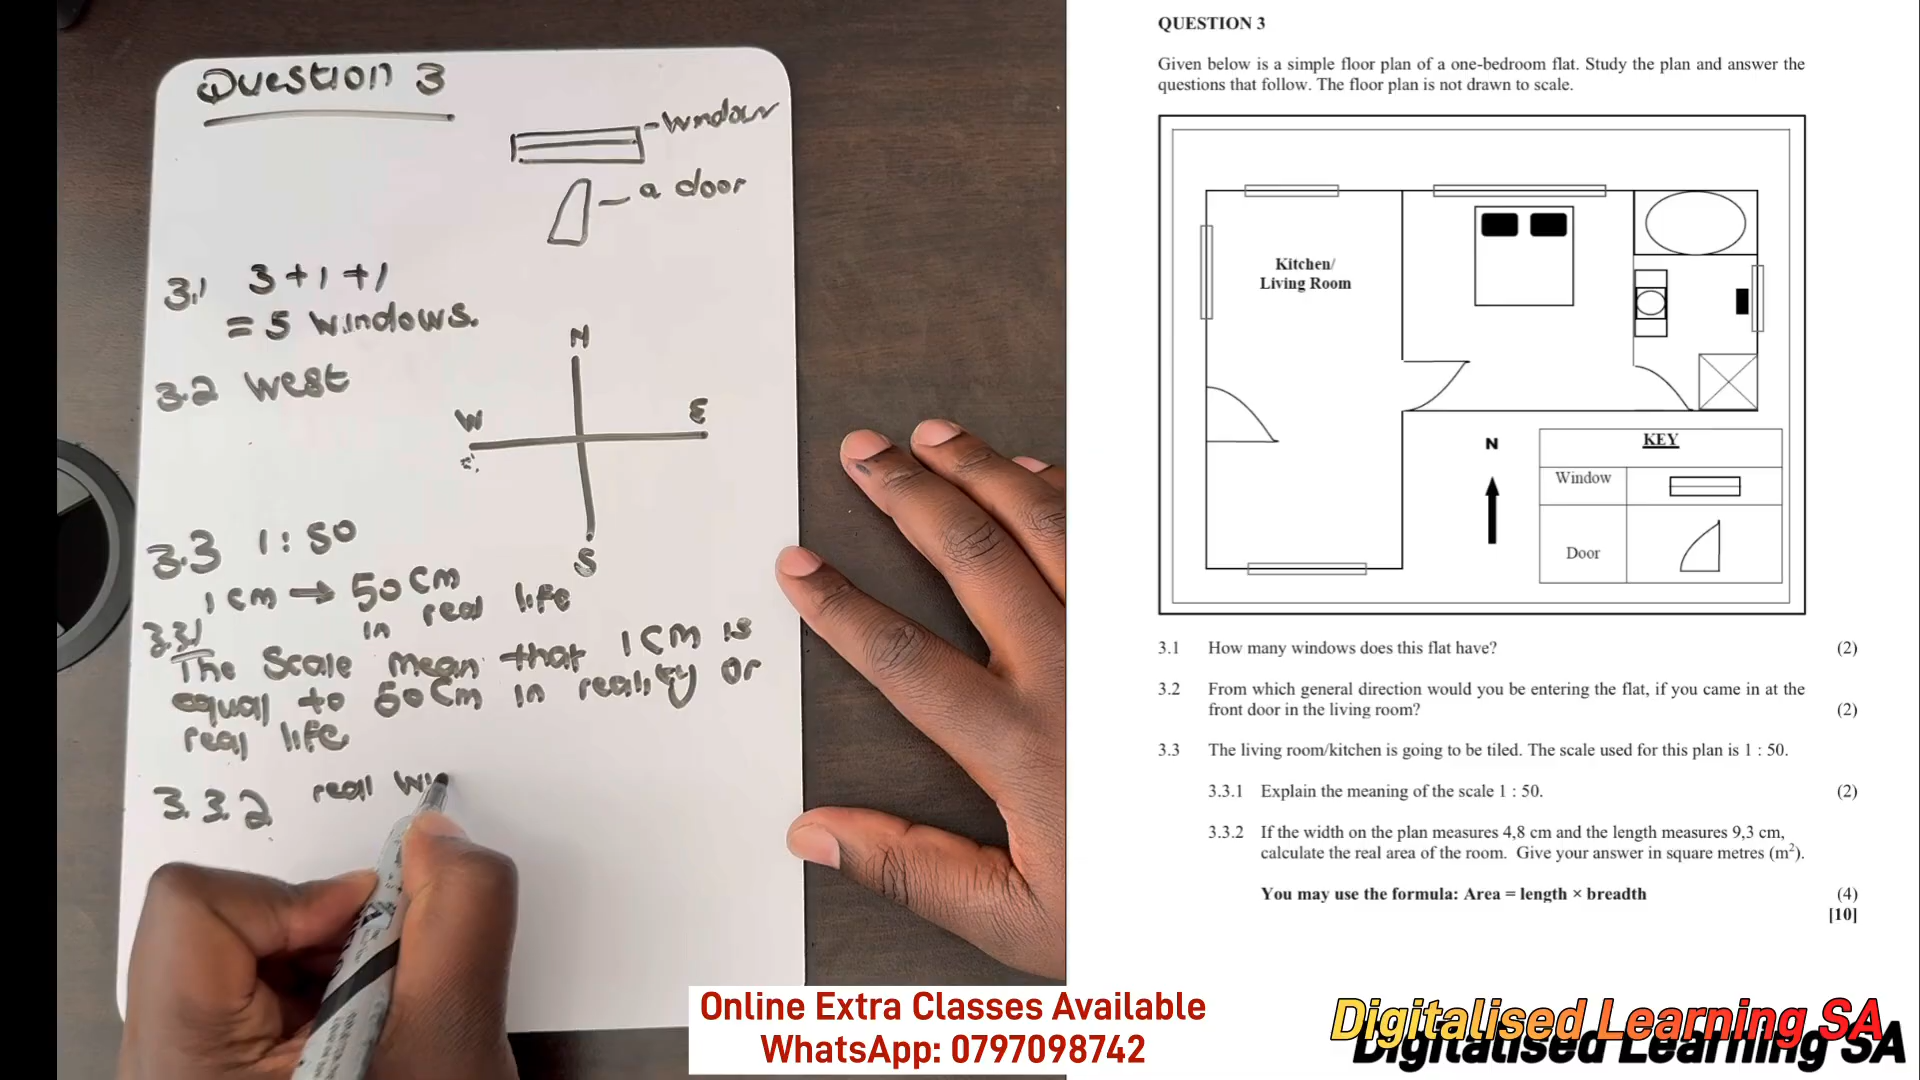 Question 3
-Window
- a door
3.1 3+1+1
= 5 windows.
3.2 West
N
W
E
S
3.3 1:50
1cm → 50cm
in real life
3.3.1
The Scale mean that 1cm is
equal to 50cm in reality or
real life
3.3.2 real
QUESTION 3
Given below is a simple floor plan of a one-bedroom flat. Study the plan and answer the
questions that follow. The floor plan is not drawn to scale.
Kitchen/
Living Room
N
KEY
Window
Door
3.1 How many windows does this flat have? (2)
3.2 From which general direction would you be entering the flat, if you came in at the
front door in the living room? (2)
3.3 The living room/kitchen is going to be tiled. The scale used for this plan is 1 : 50.
3.3.1 Explain the meaning of the scale 1 : 50. (2)
3.3.2 If the width on the plan measures 4,8 cm and the length measures 9,3 cm,
calculate the real area of the room. Give your answer in square metres (m²).
You may use the formula: Area = length × breadth (4)
[10]
Online Extra Classes Available
WhatsApp: 0797098742
Digitalised Learning SA